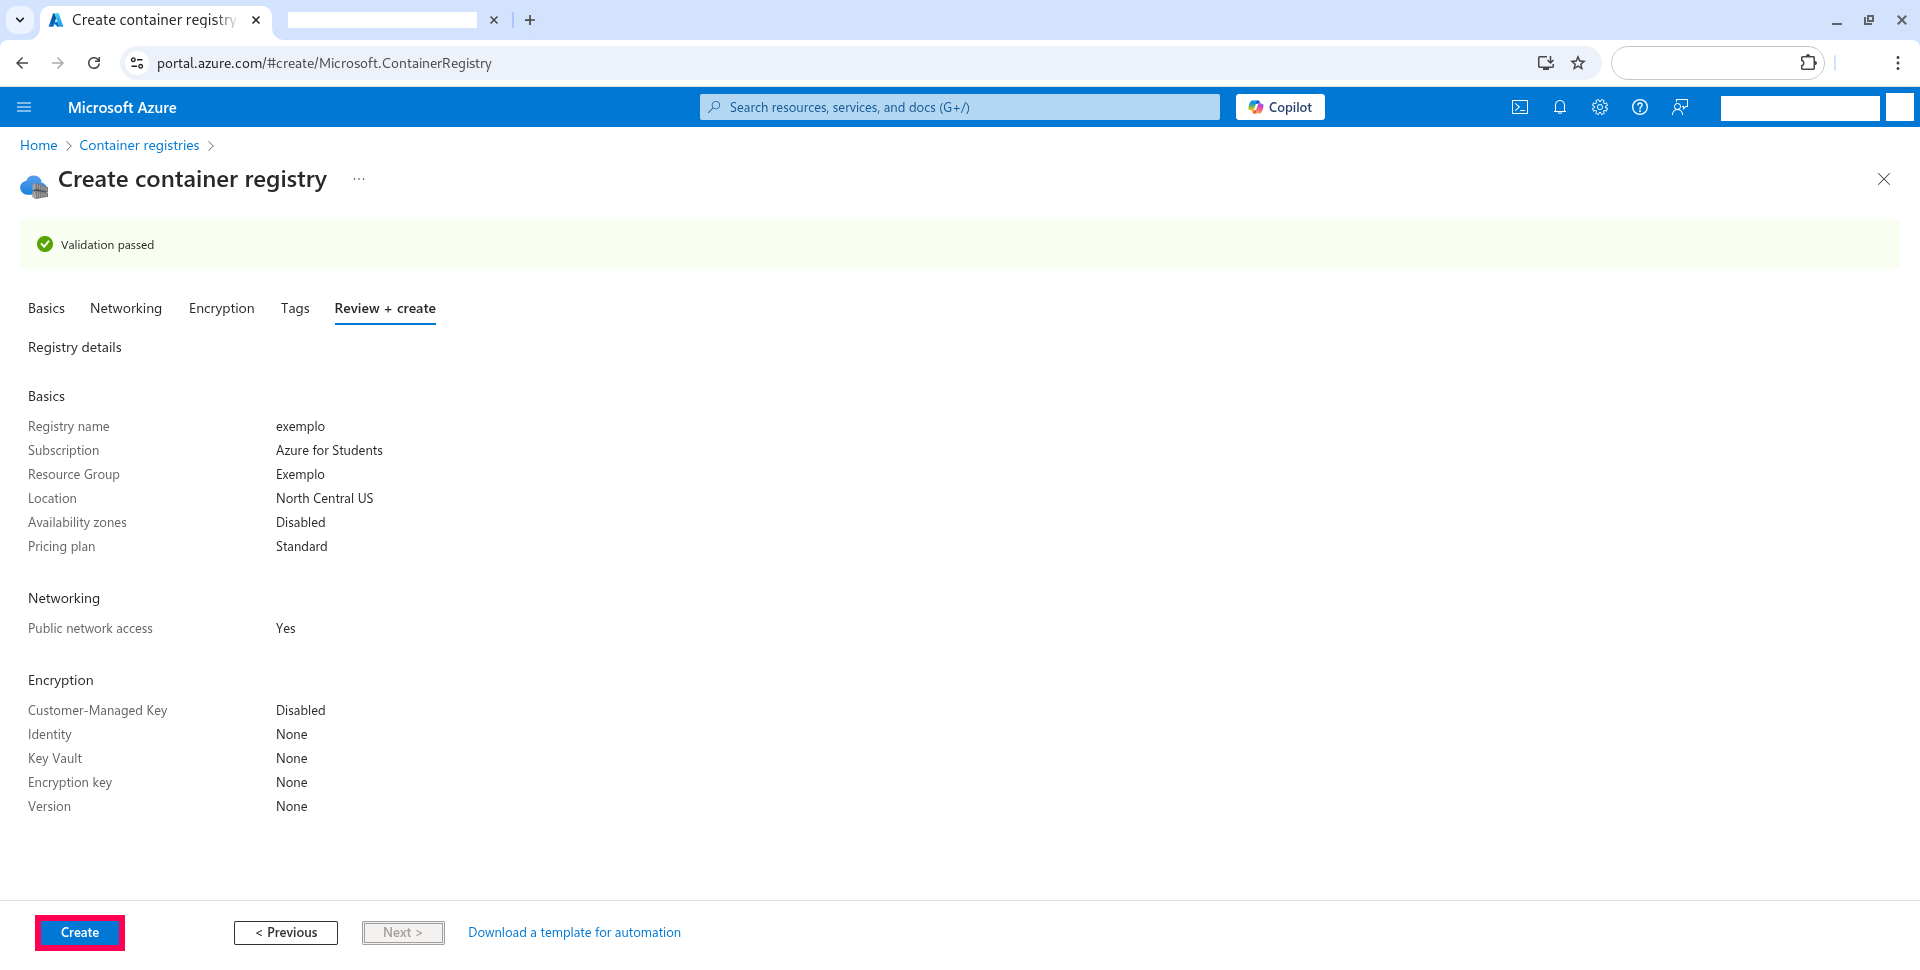 Create container registry
portal.azure.com/#create/Microsoft.ContainerRegistry
Microsoft Azure
Search resources, services, and docs (G+/)
Copilot
Home > Container registries >
Create container registry ...
Validation passed
Basics Networking Encryption Tags Review + create
Registry details
Basics
Registry name exemplo
Subscription Azure for Students
Resource Group Exemplo
Location North Central US
Availability zones Disabled
Pricing plan Standard
Networking
Public network access Yes
Encryption
Customer-Managed Key Disabled
Identity None
Key Vault None
Encryption key None
Version None
Create < Previous Next > Download a template for automation